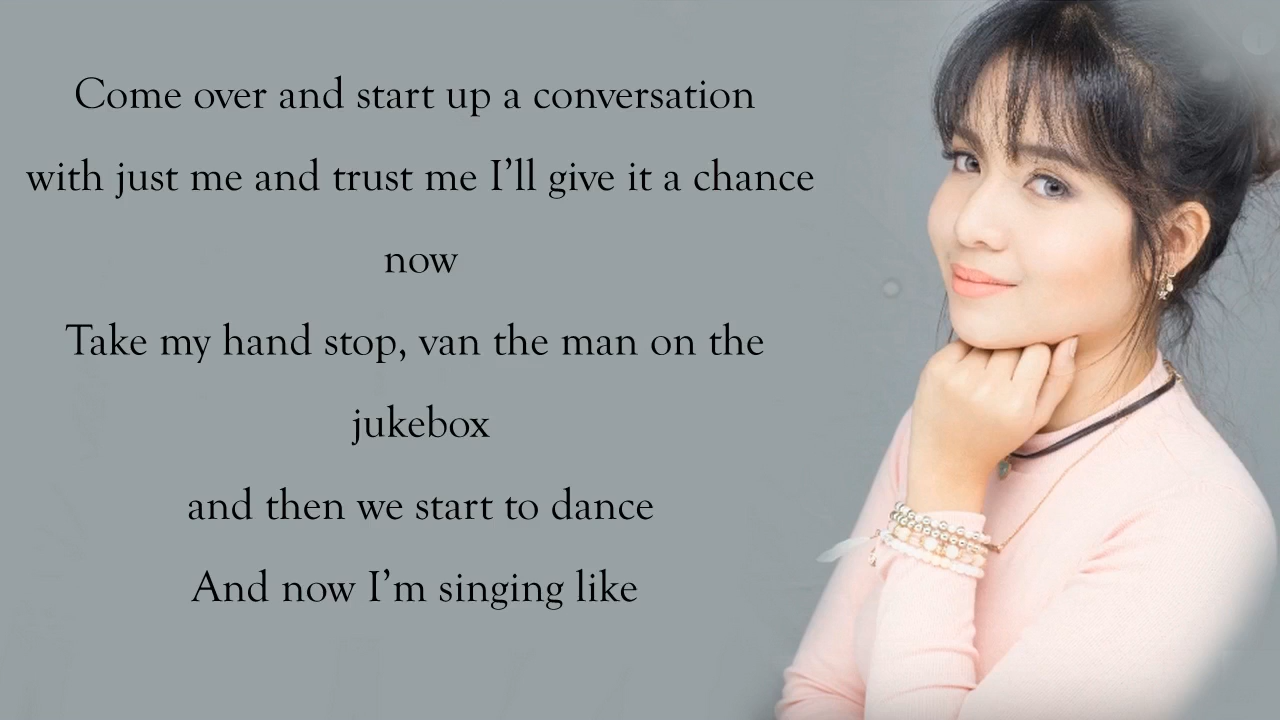 Come over and start up a conversation
with just me and trust me I’ll give it a chance
now
Take my hand stop, van the man on the
jukebox
and then we start to dance
And now I’m singing like